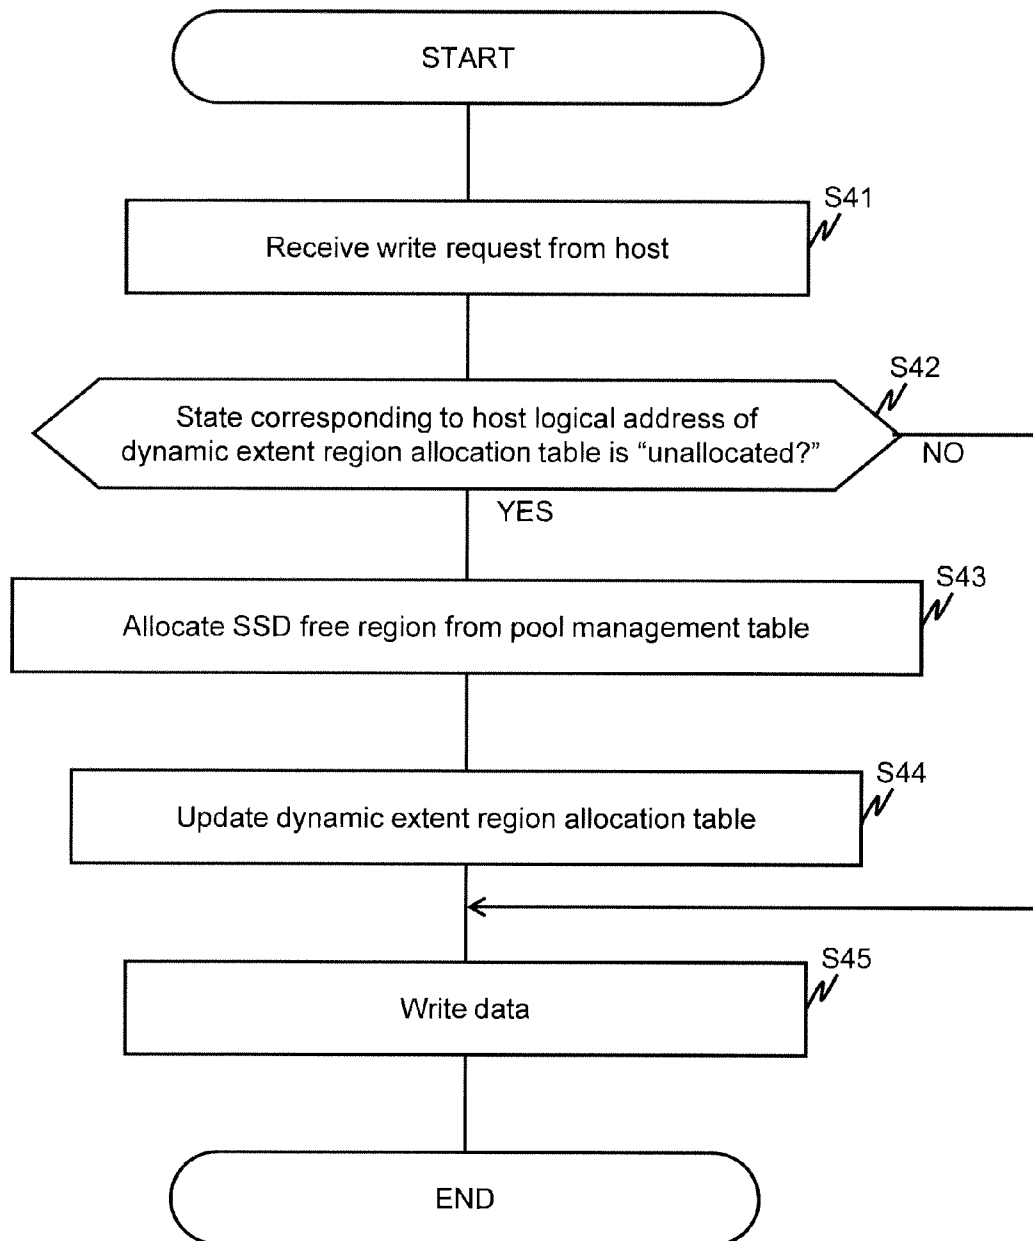 START
S41
Receive write request from host
S42
State corresponding to host logical address of
dynamic extent region allocation table is “unallocated?”
NO
YES
S43
Allocate SSD free region from pool management table
S44
Update dynamic extent region allocation table
S45
Write data
END